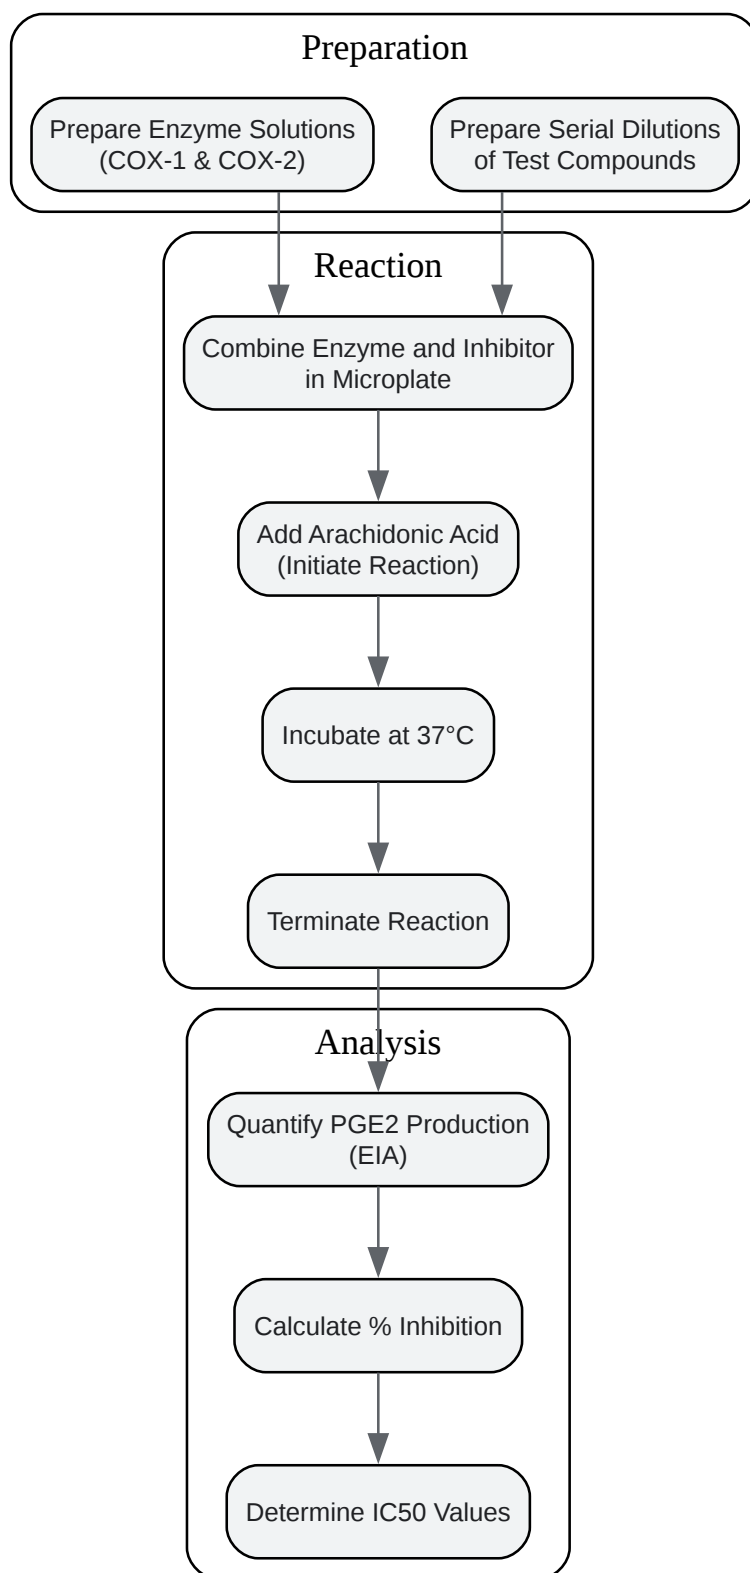 Preparation
Prepare Enzyme Solutions
(COX-1 & COX-2)
Prepare Serial Dilutions
of Test Compounds
Reaction
Combine Enzyme and Inhibitor
in Microplate
Add Arachidonic Acid
(Initiate Reaction)
Incubate at 37°C
Terminate Reaction
Analysis
Quantify PGE2 Production
(EIA)
Calculate % Inhibition
Determine IC50 Values